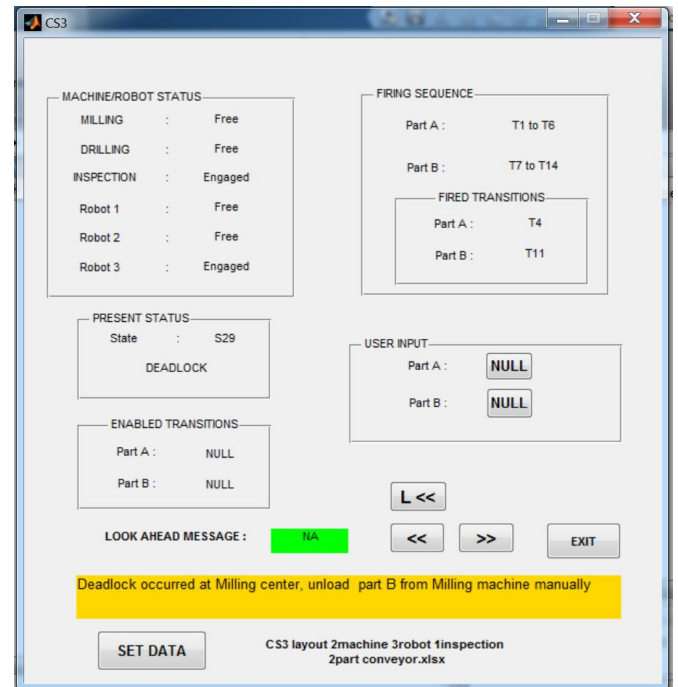 CS3
MACHINE/ROBOT STATUS
MILLING : Free
DRILLING : Free
INSPECTION : Engaged
Robot 1 : Free
Robot 2 : Free
Robot 3 : Engaged
FIRING SEQUENCE
Part A : T1 to T6
Part B : T7 to T14
FIRED TRANSITIONS
Part A : T4
Part B : T11
PRESENT STATUS
State : S29
DEADLOCK
USER INPUT
Part A : NULL
Part B : NULL
ENABLED TRANSITIONS
Part A : NULL
Part B : NULL
L <<
LOOK AHEAD MESSAGE : NA
<< >> EXIT
Deadlock occurred at Milling center, unload part B from Milling machine manually
SET DATA
CS3 layout 2machine 3robot 1inspection
2part conveyor.xlsx